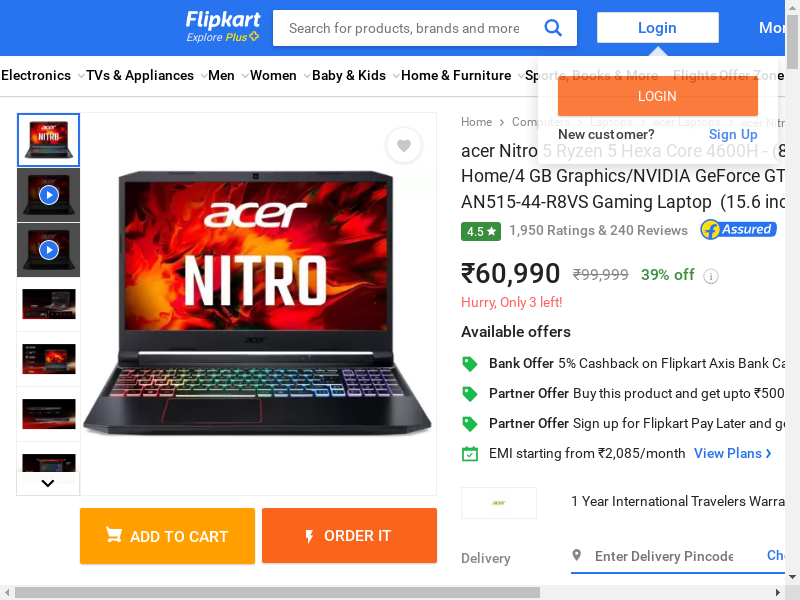 Flipkart
Explore Plus
Search for products, brands and more
Login
Mor
Electronics
TVs & Appliances
Men
Women
Baby & Kids
Home & Furniture
Sports, Books & More
Flights
Offer Zone
LOGIN
New customer?
Sign Up
Home
Computers
Laptops
acer Laptops
acer Nitr
acer Nitro 5 Ryzen 5 Hexa Core 4600H - (8
Home/4 GB Graphics/NVIDIA GeForce GT
AN515-44-R8VS Gaming Laptop (15.6 inc
4.5
1,950 Ratings & 240 Reviews
Assured
₹60,990
₹99,999
39% off
i
Hurry, Only 3 left!
Available offers
Bank Offer 5% Cashback on Flipkart Axis Bank Ca
Partner Offer Buy this product and get upto ₹500
Partner Offer Sign up for Flipkart Pay Later and ge
EMI starting from ₹2,085/month
View Plans
acer
1 Year International Travelers Warra
Delivery
Enter Delivery Pincode
Ch
acer
NITRO
acer
acer
NITRO
ADD TO CART
ORDER IT